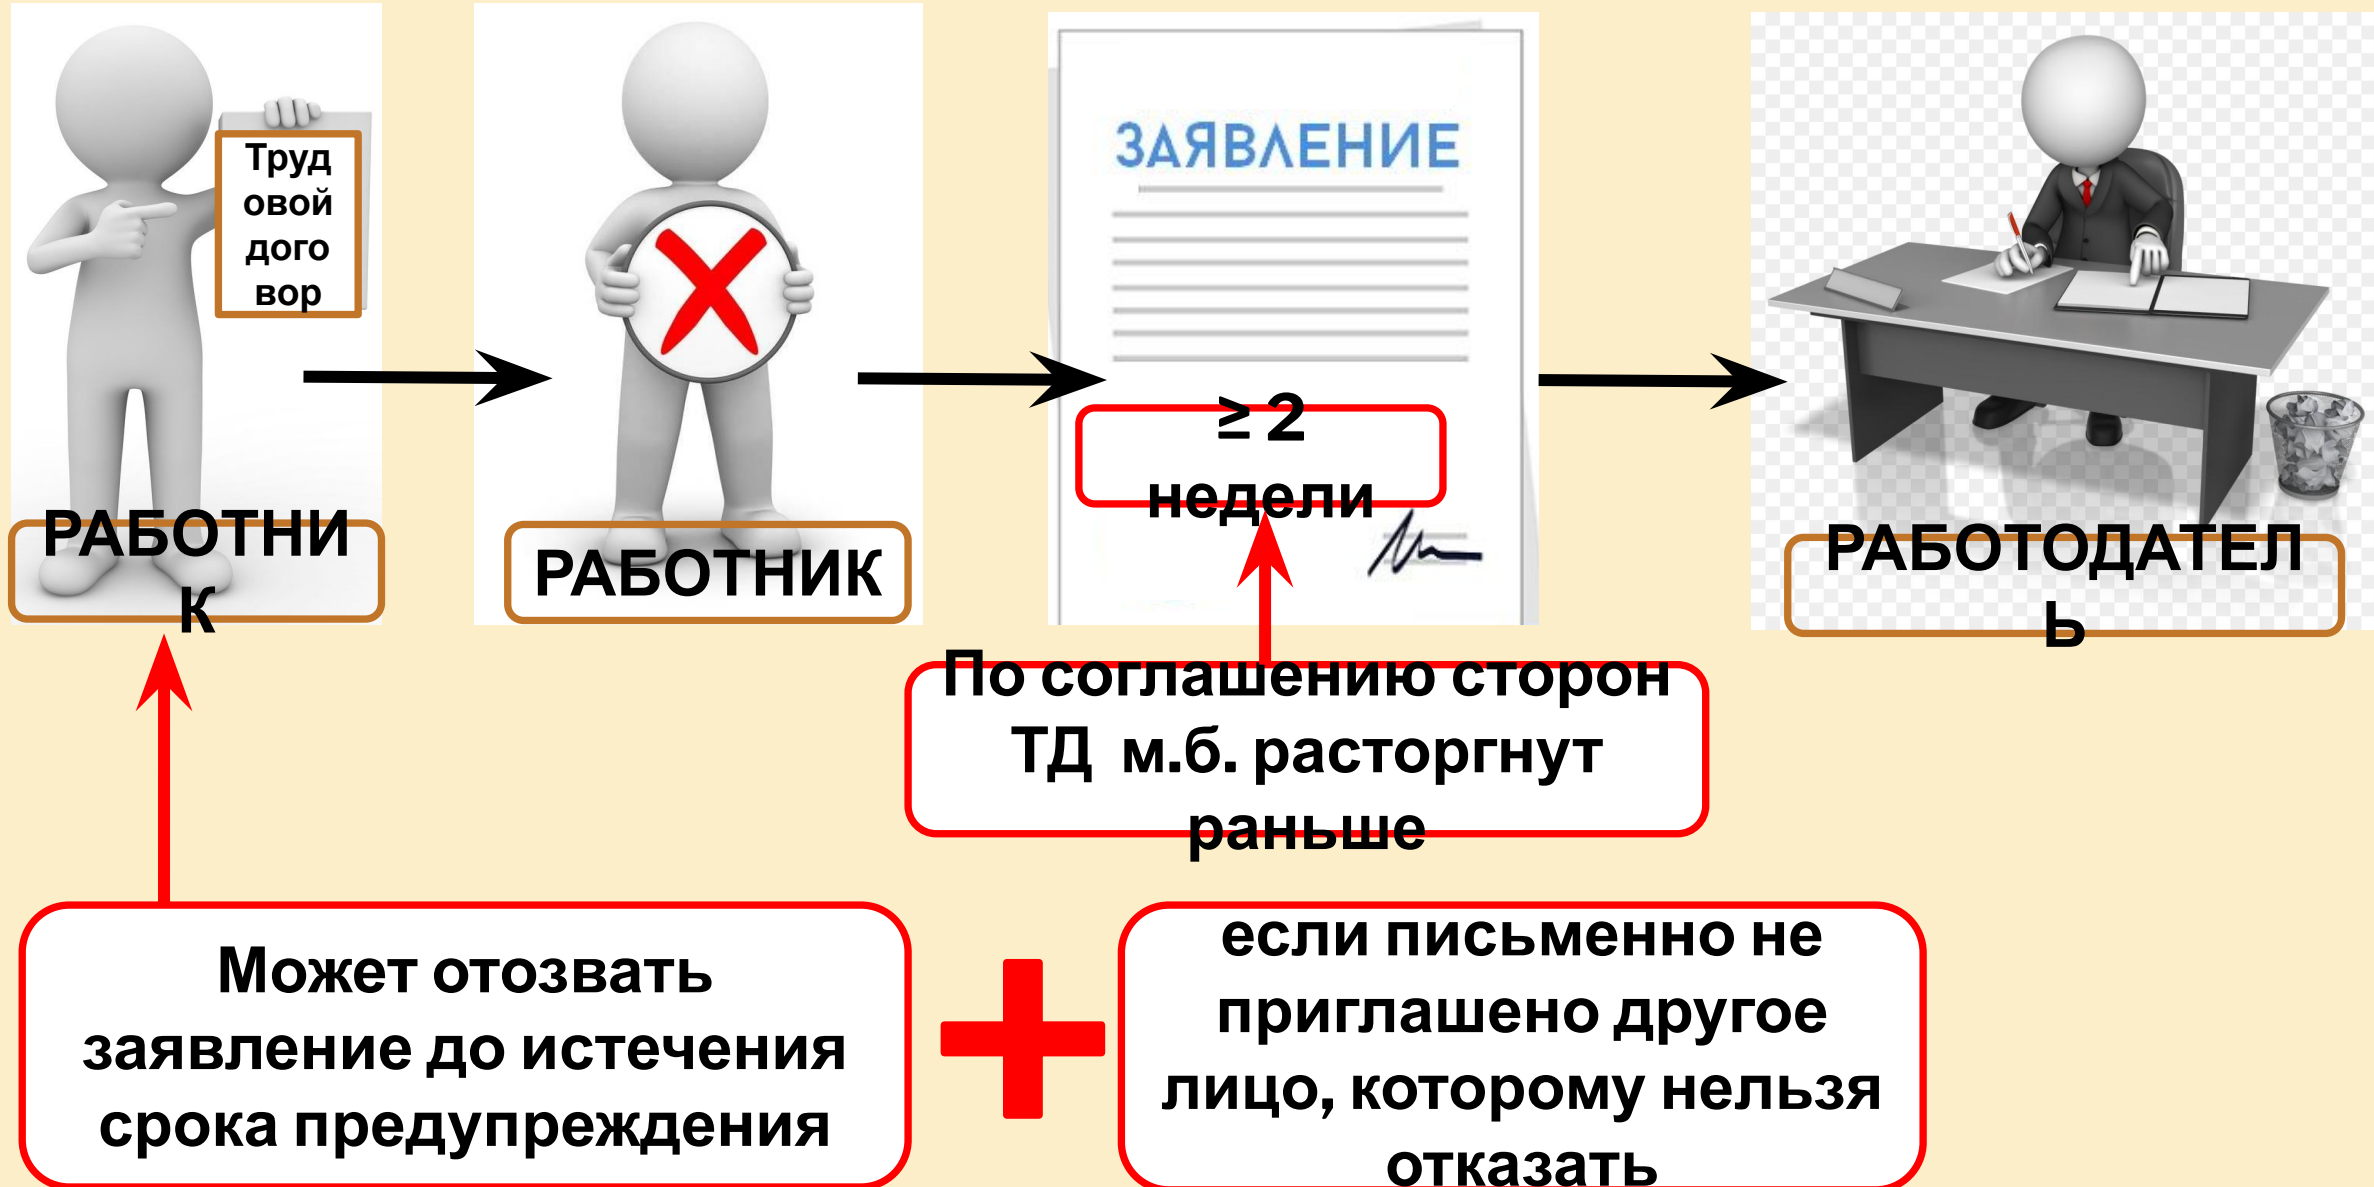 Труд
овой
дого
вор
РАБОТНИ
К
РАБОТНИК
ЗАЯВЛЕНИЕ
≥ 2
недели
РАБОТОДАТЕЛ
Ь
По соглашению сторон
ТД м.б. расторгнут
раньше
Может отозвать
заявление до истечения
срока предупреждения
если письменно не
приглашено другое
лицо, которому нельзя
отказать